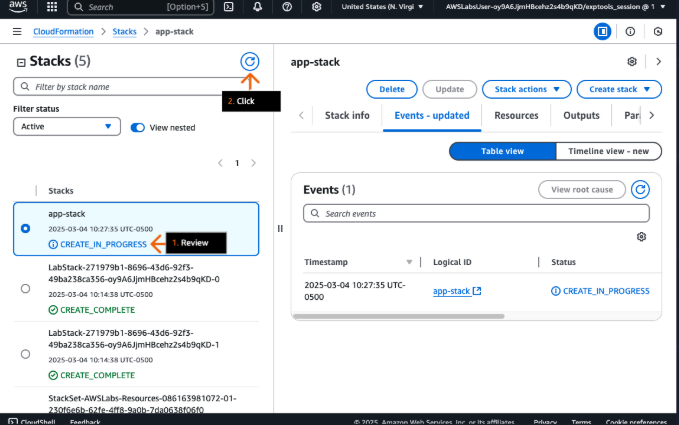 aws
Search
[Option+S]
United States (N. Virgi
AWSLabsUser-oy9A6JjmHBcehz2s4b9qKD/exptools_session @ 1
CloudFormation
Stacks
app-stack
Stacks (5)
Filter by stack name
2. Click
Filter status
Active
View nested
1
Stacks
app-stack
2025-03-04 10:27:35 UTC-0500
CREATE_IN_PROGRESS
1. Review
LabStack-271979b1-8696-43d6-92f3-
49ba238ca356-oy9A6JjmHBcehz2s4b9qKD-0
2025-03-04 10:14:38 UTC-0500
CREATE_COMPLETE
LabStack-271979b1-8696-43d6-92f3-
49ba238ca356-oy9A6JjmHBcehz2s4b9qKD-1
2025-03-04 10:14:38 UTC-0500
CREATE_COMPLETE
StackSet-AWSLabs-Resources-086163981072-01-
230f6e6b-62fe-4ff8-9a0b-7da0638f06f0
app-stack
Delete
Update
Stack actions
Create stack
Stack info
Events - updated
Resources
Outputs
Par
Table view
Timeline view - new
Events (1)
View root cause
Search events
Timestamp
Logical ID
Status
2025-03-04 10:27:35 UTC-
0500
app-stack
CREATE_IN_PROGRESS
CloudShell
Feedback
© 2025, Amazon Web Services, Inc. or its affiliates.
Privacy
Terms
Cookie preferences